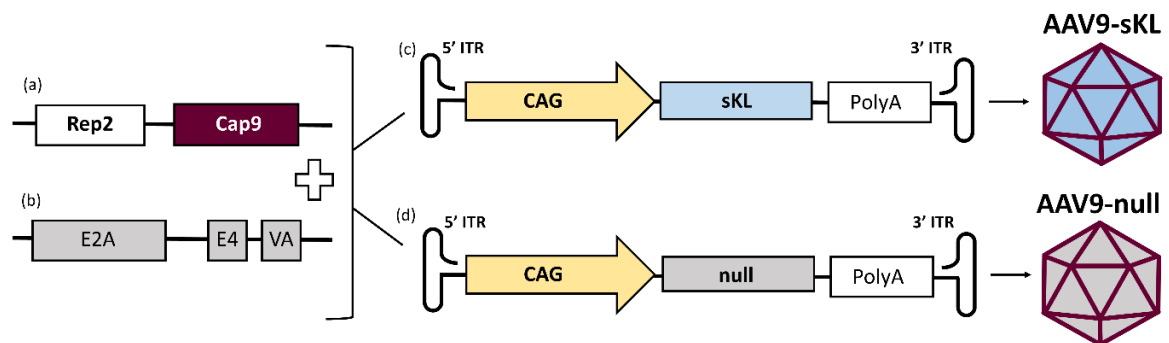 (a)
Rep2 Cap9
(b)
E2A E4 VA
(c) 5' ITR 3' ITR
CAG sKL PolyA
AAV9-sKL
(d) 5' ITR 3' ITR
CAG null PolyA
AAV9-null